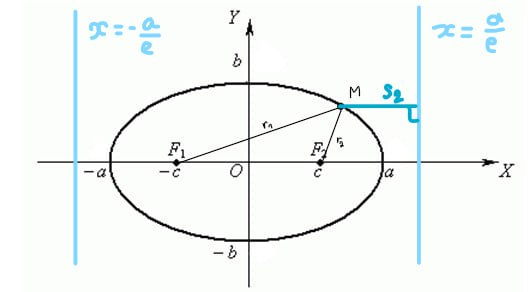 Y
x = -a/e
x = a/e
b
M
S₂
r₁
r₂
F₁
F₂
-a
-c
O
c
a
X
-b